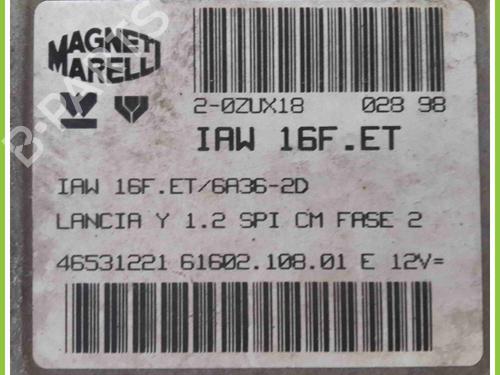 MAGNETI
MARELLI
2-0ZUX18 028 98
IAW 16F.ET
IAW 16F.ET/6A36-2D
LANCIA Y 1.2 SPI CM FASE 2
46531221 61602.108.01 E 12V=
B-PARTS